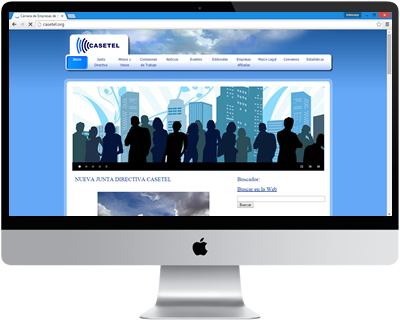 Cámara de Empresas de
casetel.org
CASETEL
Inicio
Junta Directiva
Misión y Visión
Comisiones de Trabajo
Noticias
Eventos
Editoriales
Empresas Afiliadas
Marco Legal
Convenios
Estadísticas
NUEVA JUNTA DIRECTIVA CASETEL
Buscador:
Buscar en la Web
Buscar